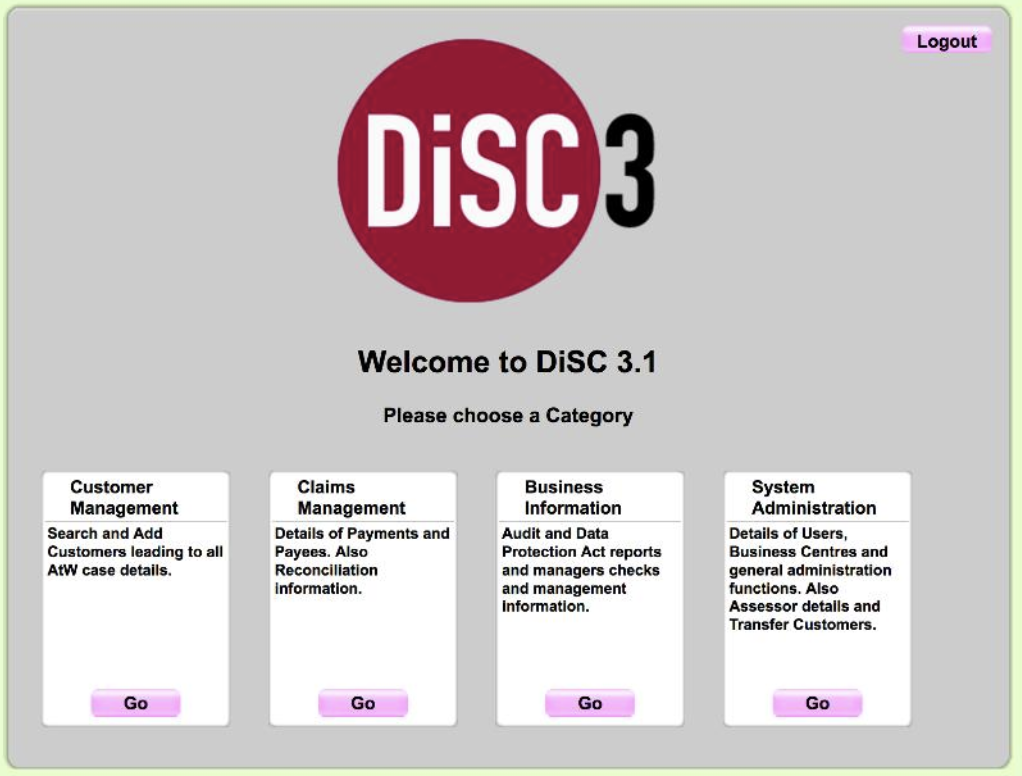 Logout
DiSC 3
Welcome to DiSC 3.1
Please choose a Category
Customer
Management
Search and Add
Customers leading to all
AtW case details.
Go
Claims
Management
Details of Payments and
Payees. Also
Reconciliation
information.
Go
Business
Information
Audit and Data
Protection Act reports
and managers checks
and management
Information.
Go
System
Administration
Details of Users,
Business Centres and
general administration
functions. Also
Assessor details and
Transfer Customers.
Go